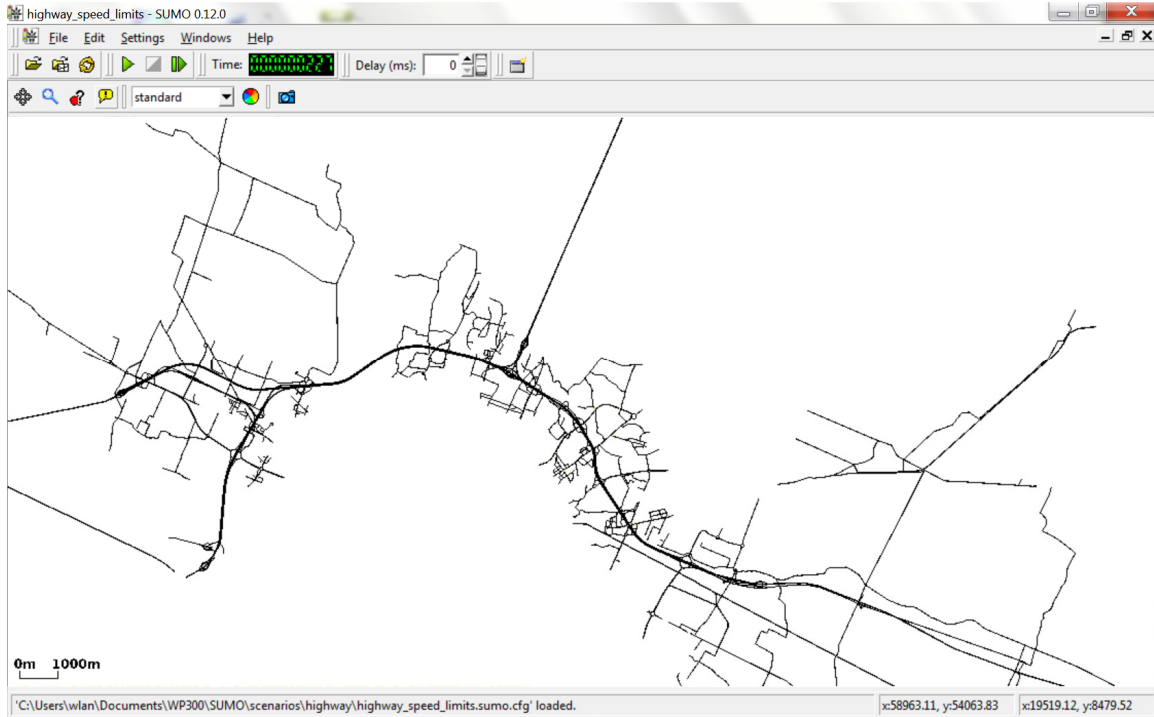 highway_speed_limits - SUMO 0.12.0
File Edit Settings Windows Help
Time: 000000227 Delay (ms): 0
standard
0m 1000m
'C:\Users\wlan\Documents\WP300\SUMO\scenarios\highway\highway_speed_limits.sumo.cfg' loaded. x:58963.11, y:54063.83 x:19519.12, y:8479.52